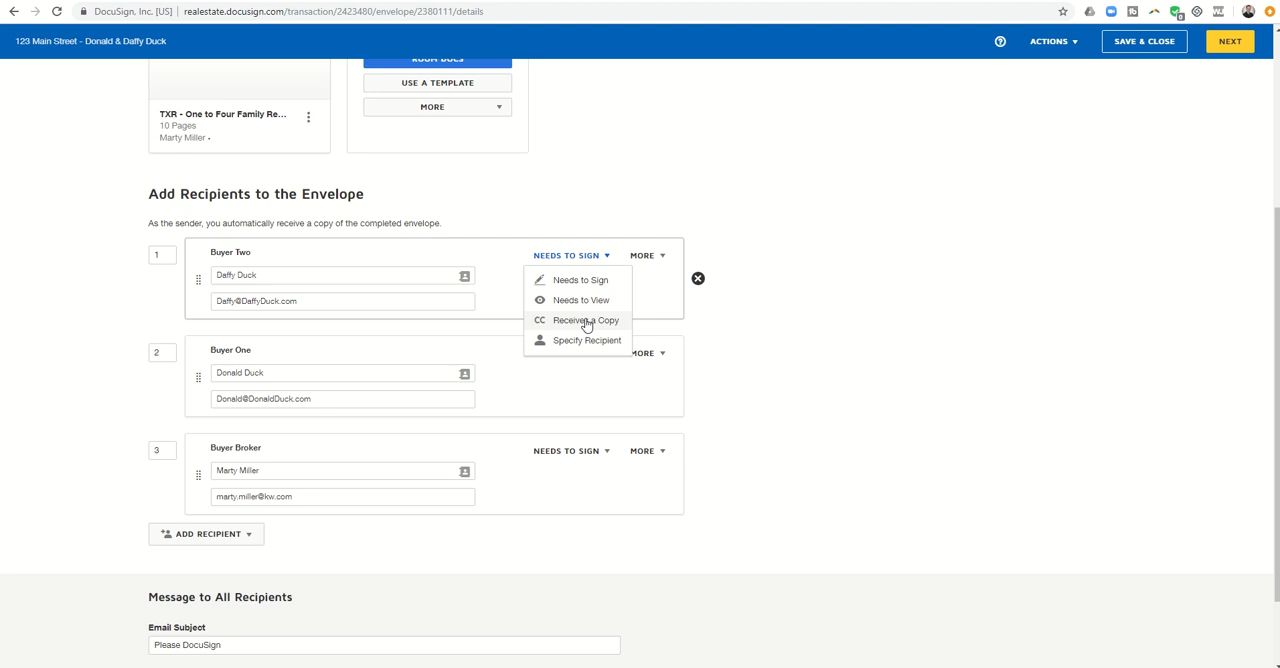 DocuSign, Inc. [US]
realestate.docusign.com/transaction/2423480/envelope/2380111/details
123 Main Street - Donald & Daffy Duck
ACTIONS
SAVE & CLOSE
NEXT
ROOM DOCS
USE A TEMPLATE
MORE
TXR - One to Four Family Re...
10 Pages
Marty Miller •
Add Recipients to the Envelope
As the sender, you automatically receive a copy of the completed envelope.
1
Buyer Two
NEEDS TO SIGN
MORE
Daffy Duck
Daffy@DaffyDuck.com
Needs to Sign
Needs to View
CC Receives a Copy
Specify Recipient
2
Buyer One
MORE
Donald Duck
Donald@DonaldDuck.com
3
Buyer Broker
NEEDS TO SIGN
MORE
Marty Miller
marty.miller@kw.com
ADD RECIPIENT
Message to All Recipients
Email Subject
Please DocuSign